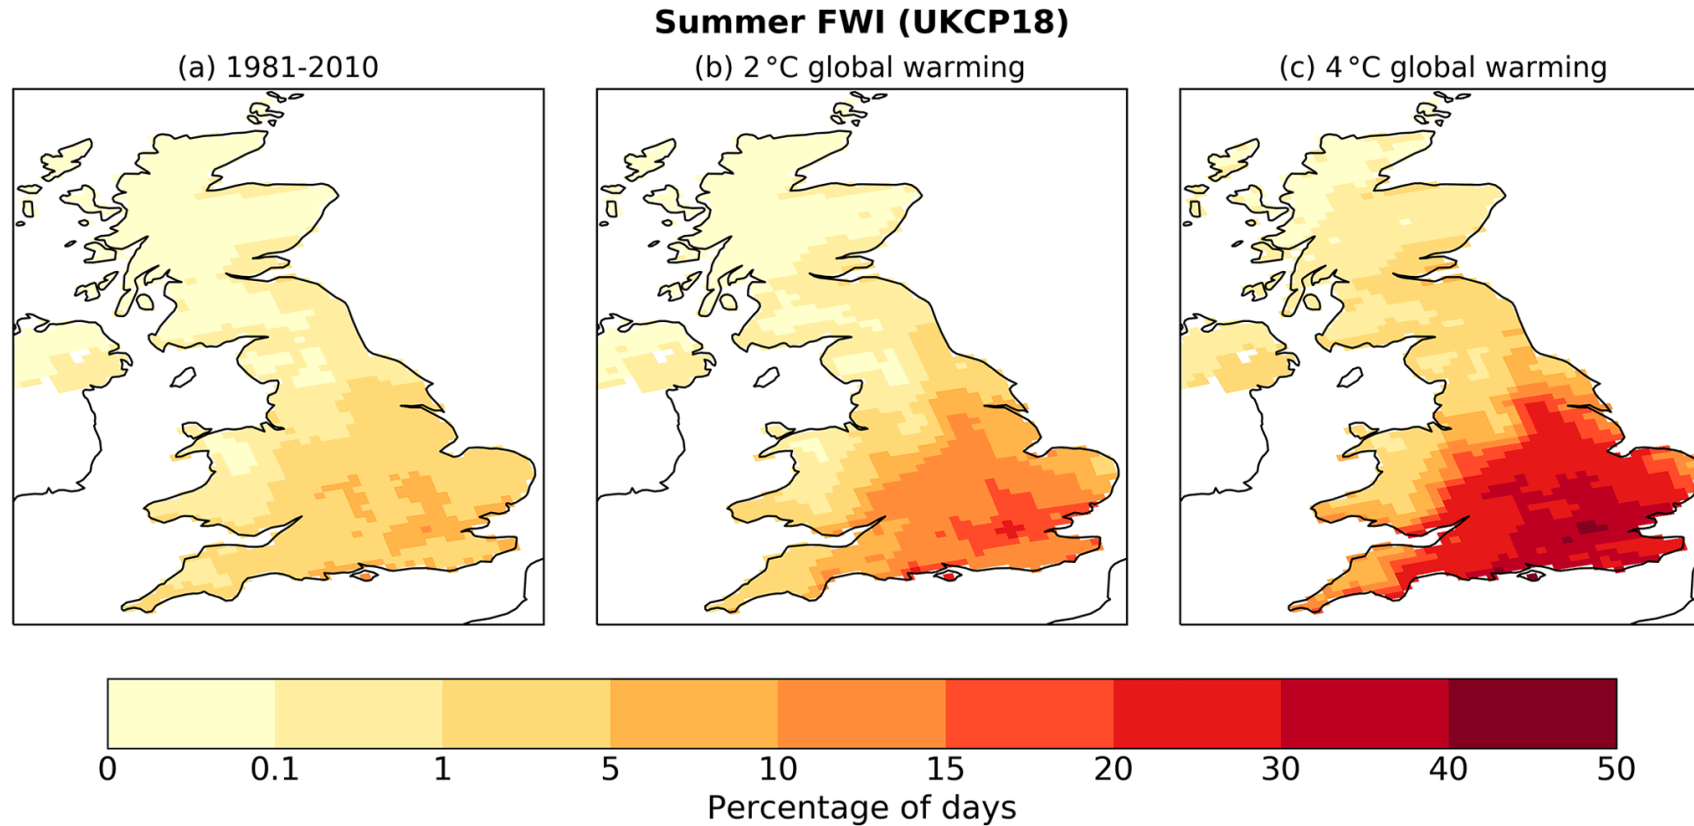 Summer FWI (UKCP18)
(a) 1981-2010
(b) 2 °C global warming
(c) 4 °C global warming
0 0.1 1 5 10 15 20 30 40 50
Percentage of days